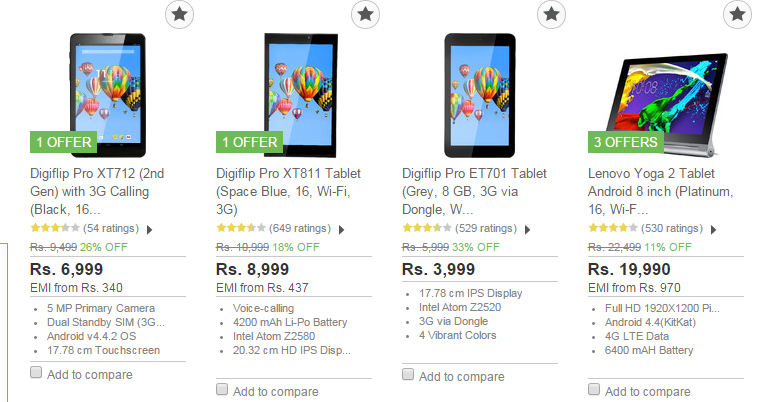 1 OFFER
Digiflip Pro XT712 (2nd
Gen) with 3G Calling
(Black, 16...
(54 ratings)
Rs. 9,499 26% OFF
Rs. 6,999
EMI from Rs. 340
5 MP Primary Camera
Dual Standby SIM (3G...
Android v4.4.2 OS
17.78 cm Touchscreen
Add to compare
1 OFFER
Digiflip Pro XT811 Tablet
(Space Blue, 16, Wi-Fi,
3G)
(649 ratings)
Rs. 10,999 18% OFF
Rs. 8,999
EMI from Rs. 437
Voice-calling
4200 mAh Li-Po Battery
Intel Atom Z2580
20.32 cm HD IPS Disp...
Add to compare
Digiflip Pro ET701 Tablet
(Grey, 8 GB, 3G via
Dongle, W...
(529 ratings)
Rs. 5,999 33% OFF
Rs. 3,999
17.78 cm IPS Display
Intel Atom Z2520
3G via Dongle
4 Vibrant Colors
Add to compare
3 OFFERS
Lenovo Yoga 2 Tablet
Android 8 inch (Platinum,
16, Wi-F...
(530 ratings)
Rs. 22,499 11% OFF
Rs. 19,990
EMI from Rs. 970
Full HD 1920X1200 Pi...
Android 4.4(KitKat)
4G LTE Data
6400 mAH Battery
Add to compare